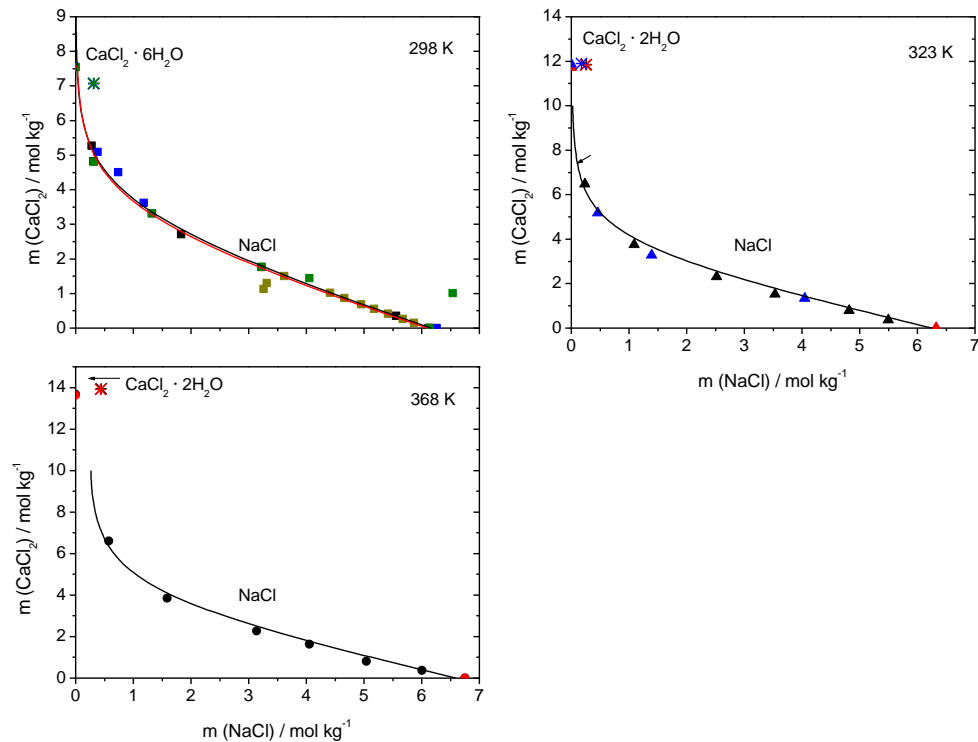 9
8
7
6
5
4
3
2
1
0
m (CaCl₂) / mol kg⁻¹
CaCl₂ · 6H₂O
298 K
NaCl
14
12
10
8
6
4
2
0
m (CaCl₂) / mol kg⁻¹
CaCl₂ · 2H₂O
323 K
NaCl
0 1 2 3 4 5 6 7
m (NaCl) / mol kg⁻¹
14
12
10
8
6
4
2
0
m (CaCl₂) / mol kg⁻¹
CaCl₂ · 2H₂O
368 K
NaCl
0 1 2 3 4 5 6 7
m (NaCl) / mol kg⁻¹